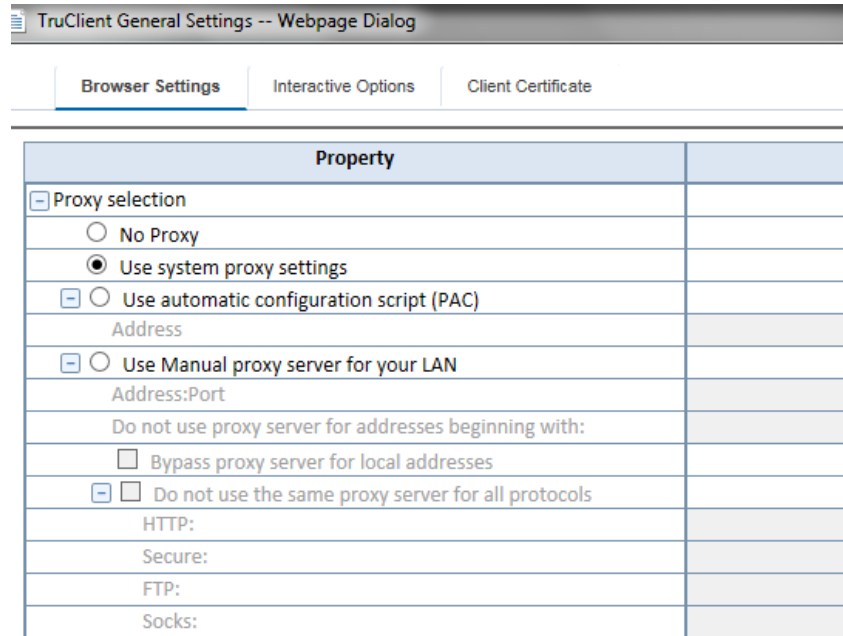 TruClient General Settings -- Webpage Dialog
Browser Settings Interactive Options Client Certificate
Property
Proxy selection
No Proxy
Use system proxy settings
Use automatic configuration script (PAC)
Address
Use Manual proxy server for your LAN
Address:Port
Do not use proxy server for addresses beginning with:
Bypass proxy server for local addresses
Do not use the same proxy server for all protocols
HTTP:
Secure:
FTP:
Socks: